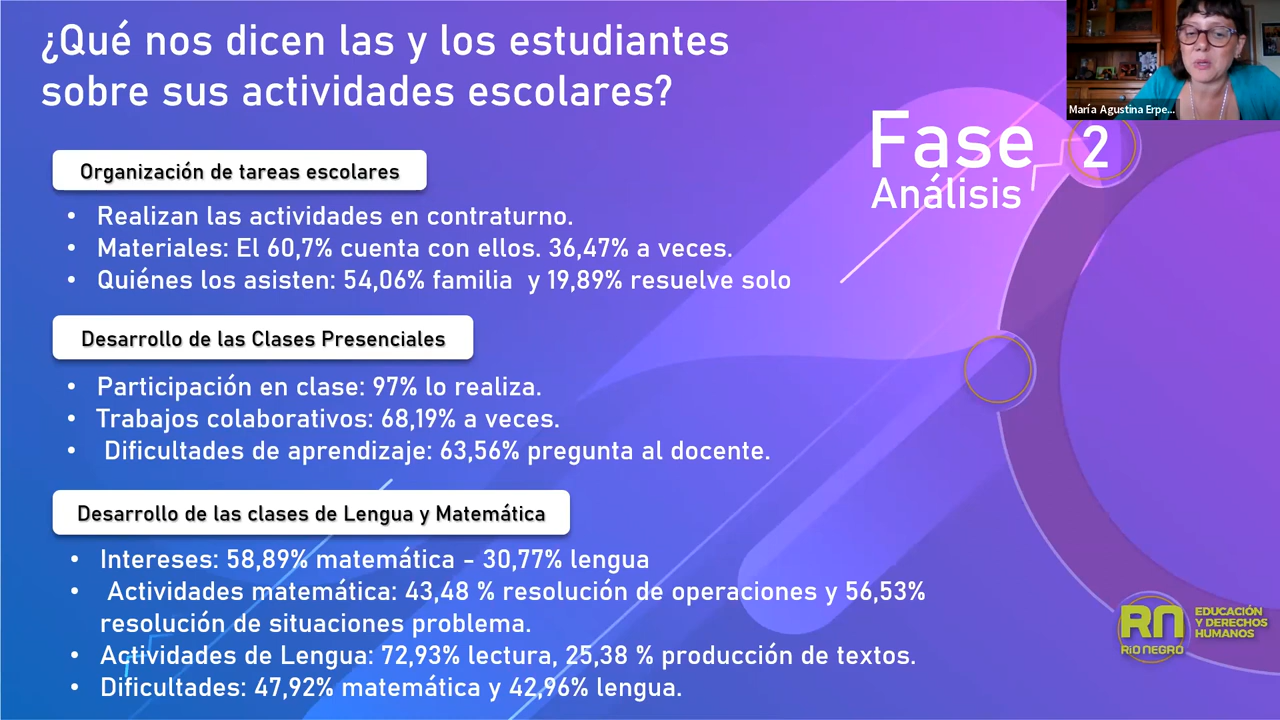 ¿Qué nos dicen las y los estudiantes
sobre sus actividades escolares?
María Agustina Erpe...
Fase 2
Análisis
Organización de tareas escolares
• Realizan las actividades en contraturno.
• Materiales: El 60,7% cuenta con ellos. 36,47% a veces.
• Quiénes los asisten: 54,06% familia y 19,89% resuelve solo
Desarrollo de las Clases Presenciales
• Participación en clase: 97% lo realiza.
• Trabajos colaborativos: 68,19% a veces.
• Dificultades de aprendizaje: 63,56% pregunta al docente.
Desarrollo de las clases de Lengua y Matemática
• Intereses: 58,89% matemática - 30,77% lengua
• Actividades matemática: 43,48 % resolución de operaciones y 56,53%
resolución de situaciones problema.
• Actividades de Lengua: 72,93% lectura, 25,38 % producción de textos.
• Dificultades: 47,92% matemática y 42,96% lengua.
RN
RÍO NEGRO
EDUCACIÓN
Y DERECHOS
HUMANOS